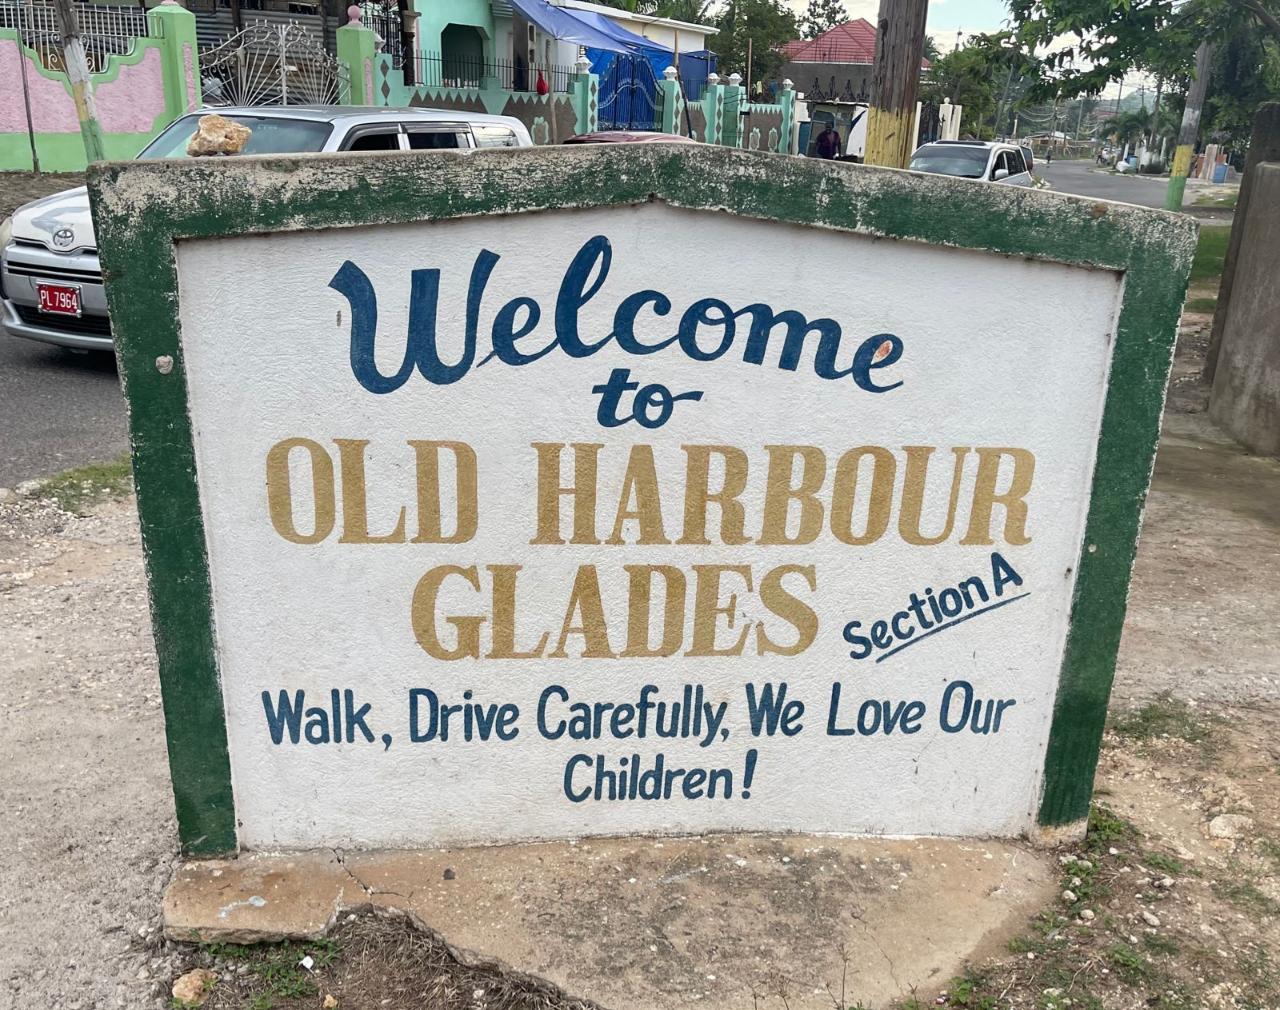 Welcome
to
OLD HARBOUR
GLADES
Section A
Walk, Drive Carefully, We Love Our
Children!
PL 7964